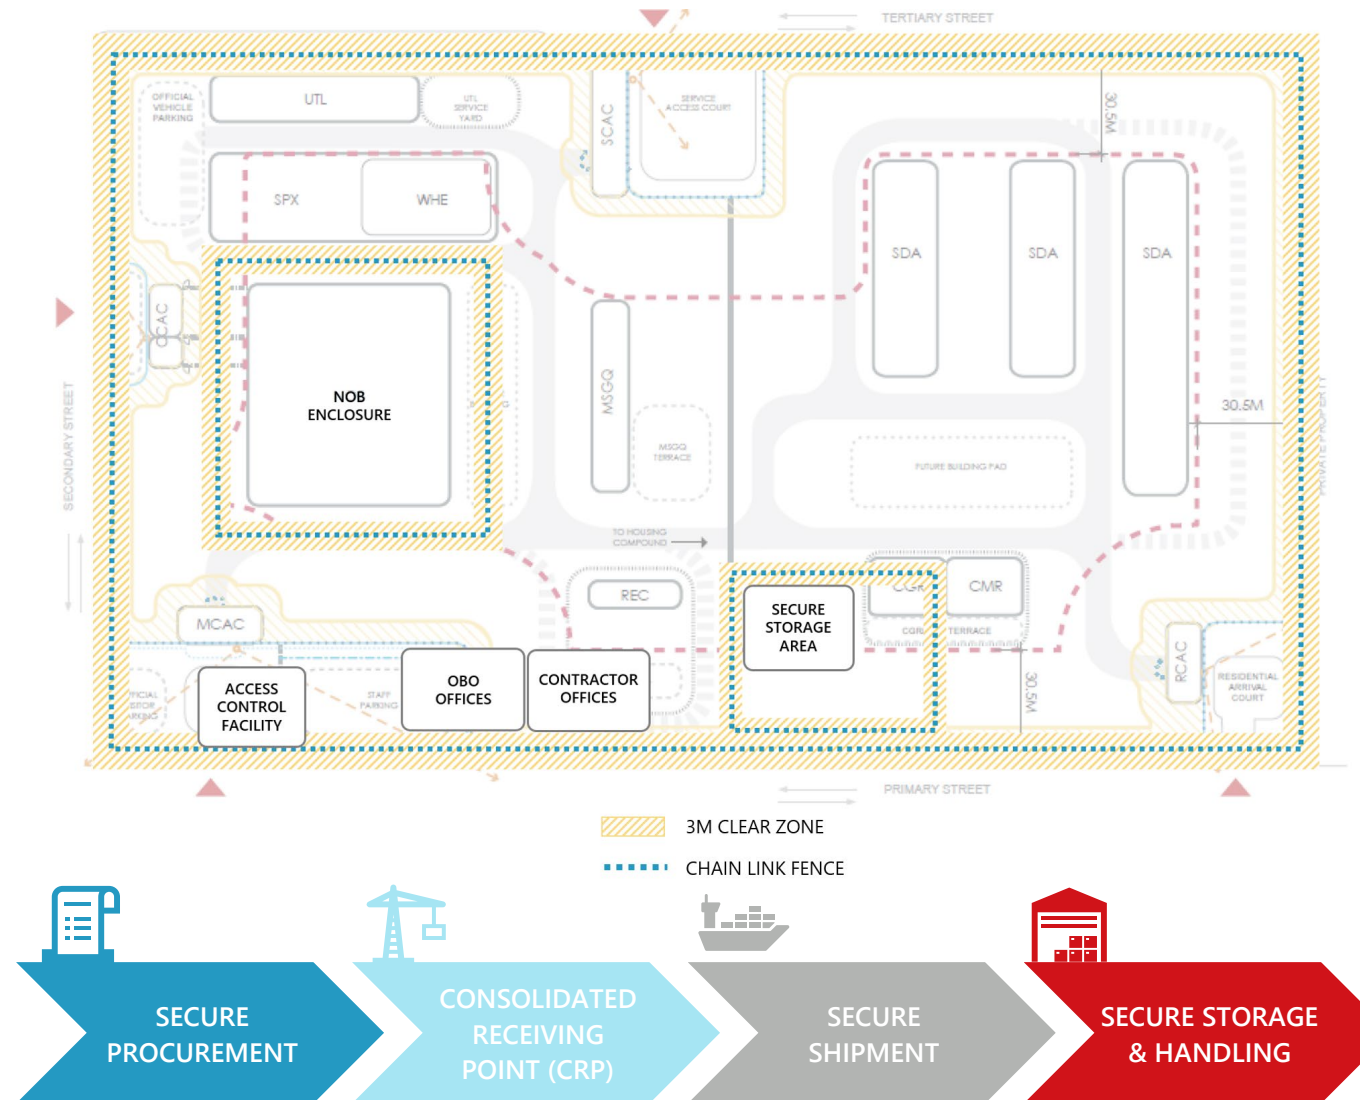 TERTIARY STREET
OFFICIAL
VEHICLE
PARKING
UTL
UTL
SERVICE
YARD
SCAC
SERVICE
ACCESS COURT
30.5M
SPX
WHE
SDA
SDA
SDA
CCAC
NOB
ENCLOSURE
MSGQ
MSGQ
TERRACE
30.5M
SECONDARY STREET
PRIVATE PROPERTY
FUTURE BUILDING PAD
TO HOUSING
COMPOUND
REC
MCAC
SECURE
STORAGE
AREA
CMR
TERRACE
RCAC
RESIDENTIAL
ARRIVAL
COURT
30.5M
ACCESS
CONTROL
FACILITY
STAFF
PARKING
OBO
OFFICES
CONTRACTOR
OFFICES
PRIMARY STREET
3M CLEAR ZONE
CHAIN LINK FENCE
SECURE
PROCUREMENT
CONSOLIDATED
RECEIVING
POINT (CRP)
SECURE
SHIPMENT
SECURE STORAGE
& HANDLING